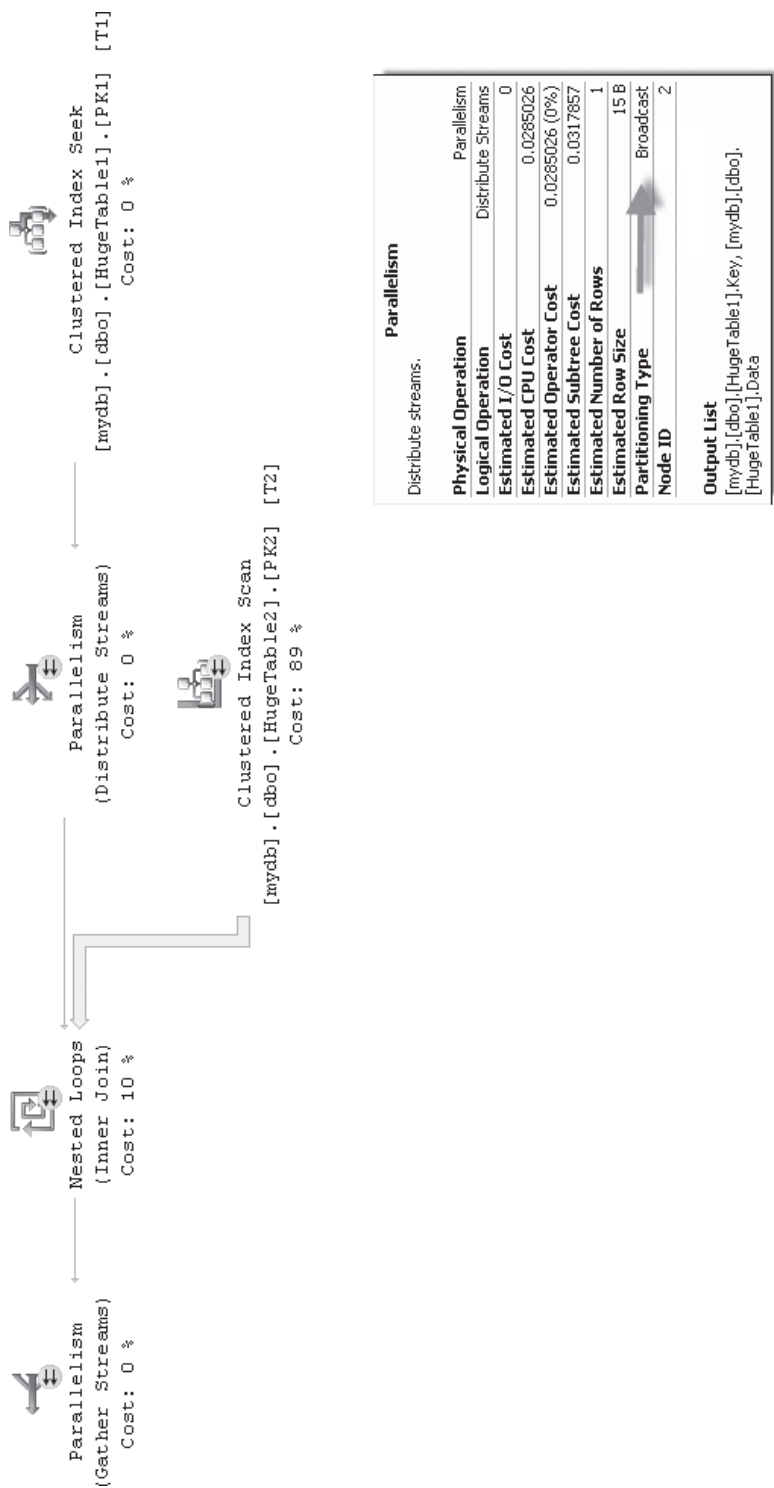 Parallelism
(Gather Streams)
Cost: 0 %
Nested Loops
(Inner Join)
Cost: 10 %
Parallelism
(Distribute Streams)
Cost: 0 %
Clustered Index Seek
[mydb].[dbo].[HugeTable1].[PK1] [T1]
Cost: 0 %
Clustered Index Scan
[mydb].[dbo].[HugeTable2].[PK2] [T2]
Cost: 89 %
Parallelism
Distribute streams.
Physical Operation Parallelism
Logical Operation Distribute Streams
Estimated I/O Cost 0
Estimated CPU Cost 0.0285026
Estimated Operator Cost 0.0285026 (0%)
Estimated Subtree Cost 0.0317857
Estimated Number of Rows 1
Estimated Row Size 15 B
Partitioning Type Broadcast
Node ID 2
Output List
[mydb].[dbo].[HugeTable1].Key, [mydb].[dbo].
[HugeTable1].Data